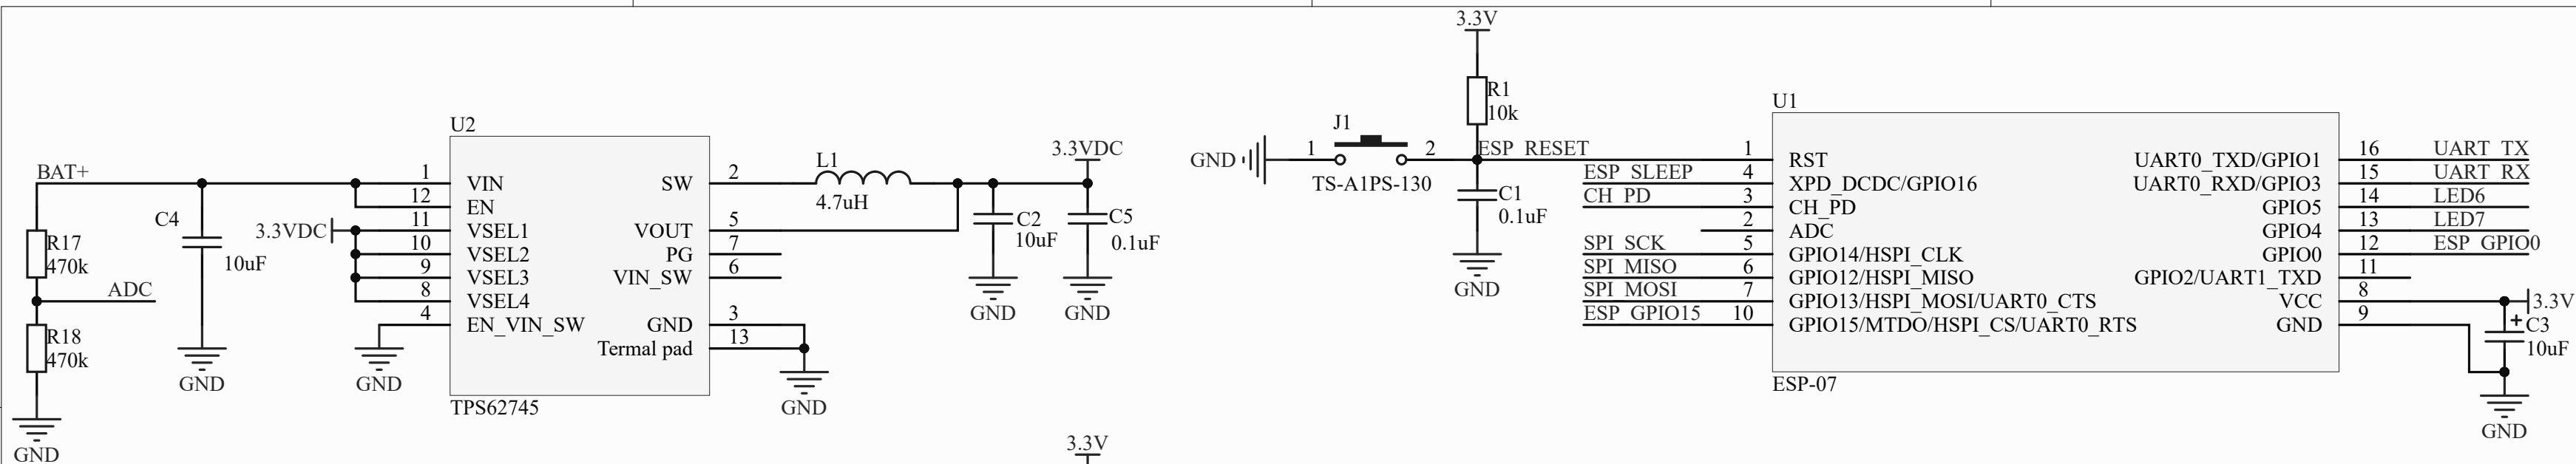 3.3V
R1
10k
U1
J1
U2
GND
1
2
ESP_RESET
TS-A1PS-130
C1
0.1uF
GND
BAT+
R17
470k
ADC
R18
470k
GND
C4
10uF
GND
3.3VDC
GND
1
VIN
12
EN
11
VSEL1
10
VSEL2
9
VSEL3
8
VSEL4
4
EN_VIN_SW
SW
2
VOUT
5
PG
7
VIN_SW
6
GND
3
Termal pad
13
TPS62745
GND
L1
4.7uH
3.3VDC
C2
10uF
C5
0.1uF
GND
GND
3.3V
1
RST
ESP_SLEEP
4
XPD_DCDC/GPIO16
CH_PD
3
CH_PD
2
ADC
SPI_SCK
5
GPIO14/HSPI_CLK
SPI_MISO
6
GPIO12/HSPI_MISO
SPI_MOSI
7
GPIO13/HSPI_MOSI/UART0_CTS
ESP_GPIO15
10
GPIO15/MTDO/HSPI_CS/UART0_RTS
UART0_TXD/GPIO1
16
UART_TX
UART0_RXD/GPIO3
15
UART_RX
GPIO5
14
LED6
GPIO4
13
LED7
GPIO0
12
ESP_GPIO0
GPIO2/UART1_TXD
11
VCC
8
3.3V
GND
9
+
C3
10uF
ESP-07
GND